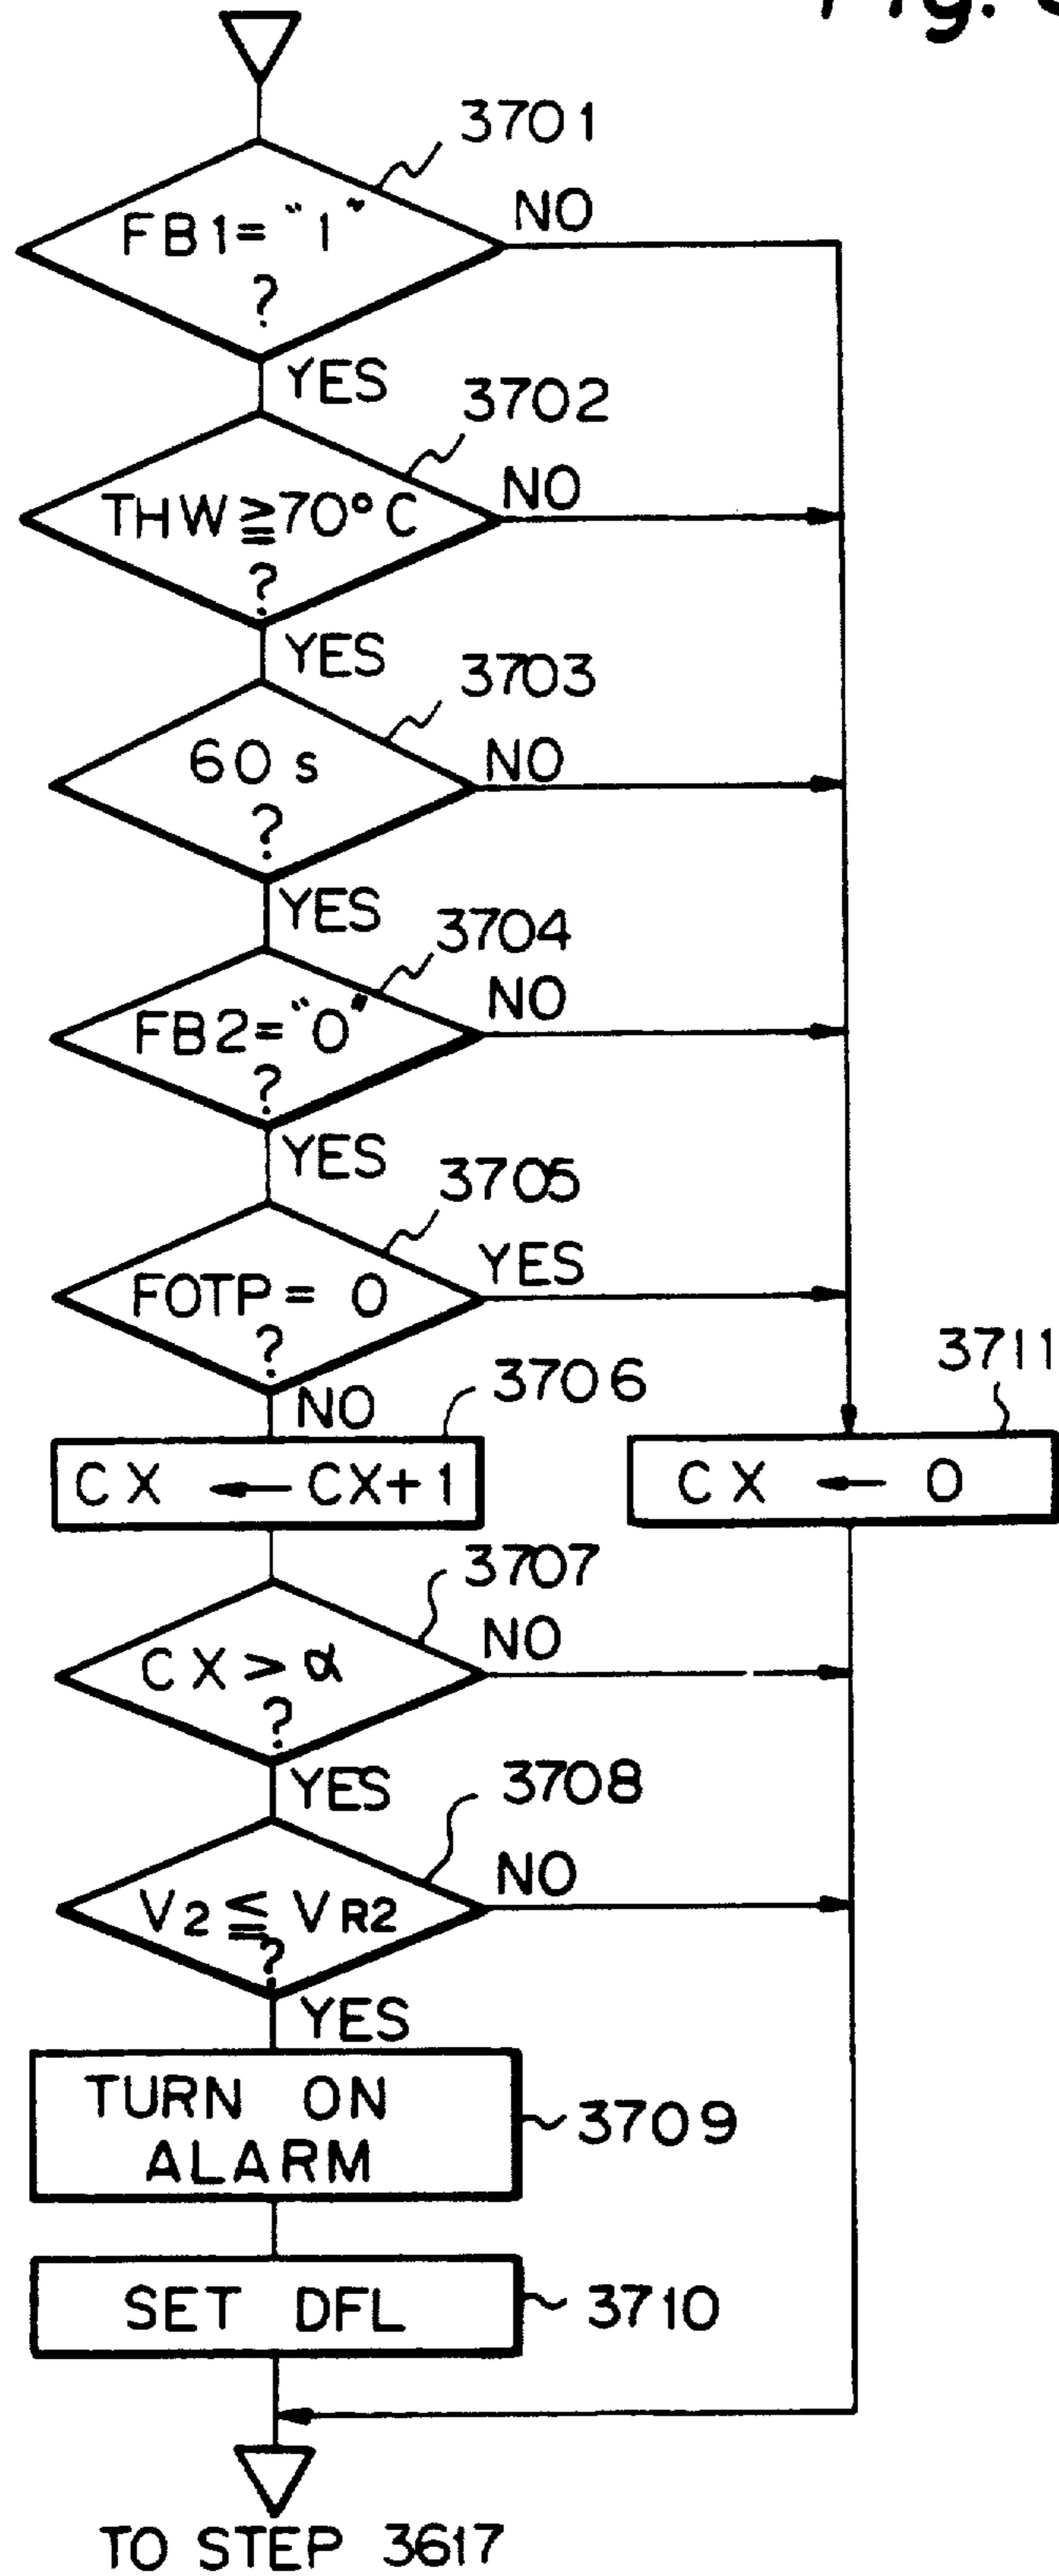 Fig.
3701
FB1= "1"
?
NO
YES
3702
THW ≧ 70°C
?
NO
YES
3703
60 s
?
NO
YES
3704
FB2= "0"
?
NO
YES
3705
FOTP = 0
?
YES
NO
3706
CX ← CX+1
3711
CX ← 0
3707
CX > α
?
NO
YES
3708
V2 ≦ VR2
?
NO
YES
TURN ON
ALARM
3709
SET DFL
3710
TO STEP 3617